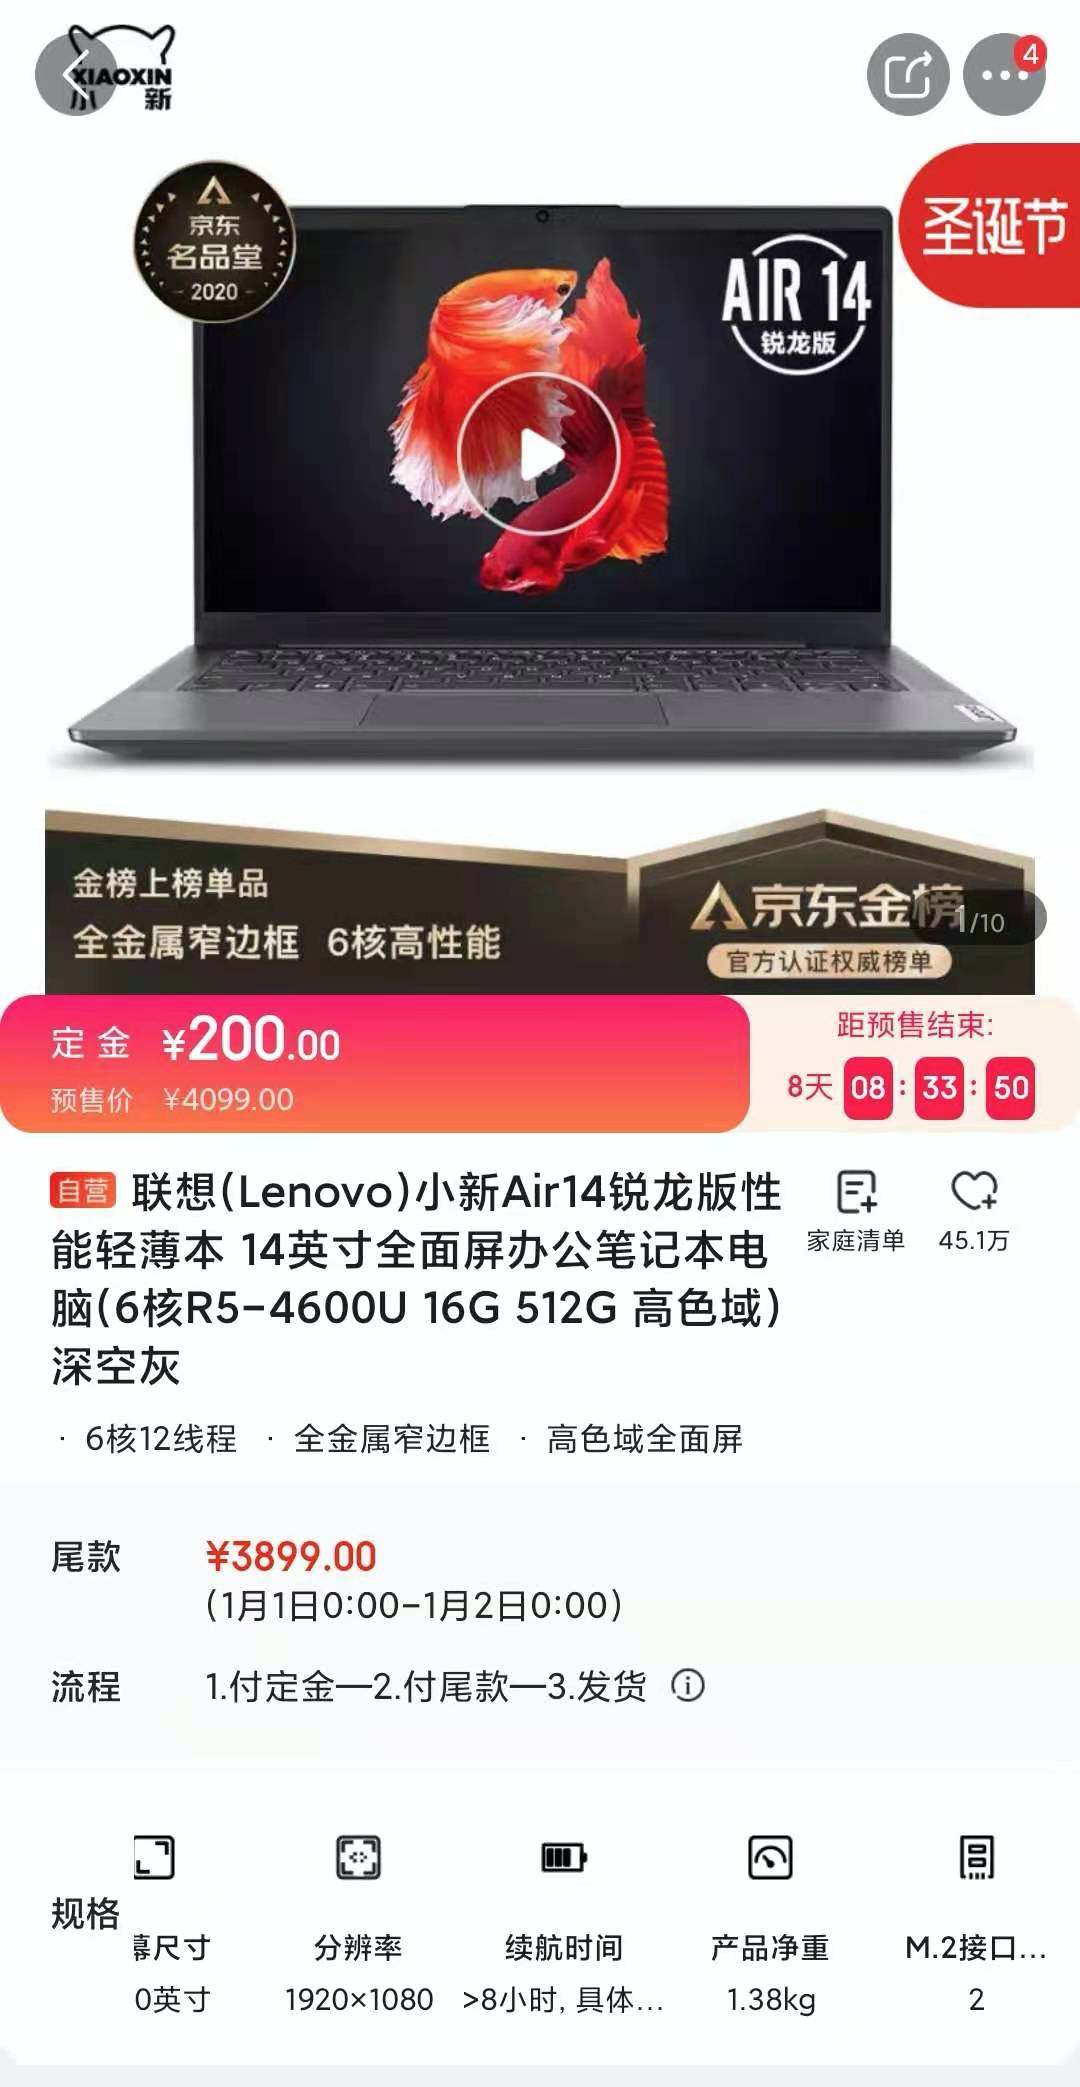 XIAOXIN
小新
4
京东
名品堂
2020
AIR 14
锐龙版
圣诞节
金榜上榜单品
全金属窄边框 6核高性能
京东金榜
1/10
官方认证权威榜单
定金 ¥200.00
预售价 ¥4099.00
距预售结束:
8天 08 : 33 : 50
自营 联想(Lenovo)小新Air14锐龙版性
能轻薄本 14英寸全面屏办公笔记本电
脑(6核R5-4600U 16G 512G 高色域)
深空灰
家庭清单
45.1万
· 6核12线程 · 全金属窄边框 · 高色域全面屏
尾款 ¥3899.00
(1月1日0:00-1月2日0:00)
流程 1.付定金—2.付尾款—3.发货
规格
幕尺寸 分辨率 续航时间 产品净重 M.2接口...
0英寸 1920×1080 >8小时, 具体... 1.38kg 2